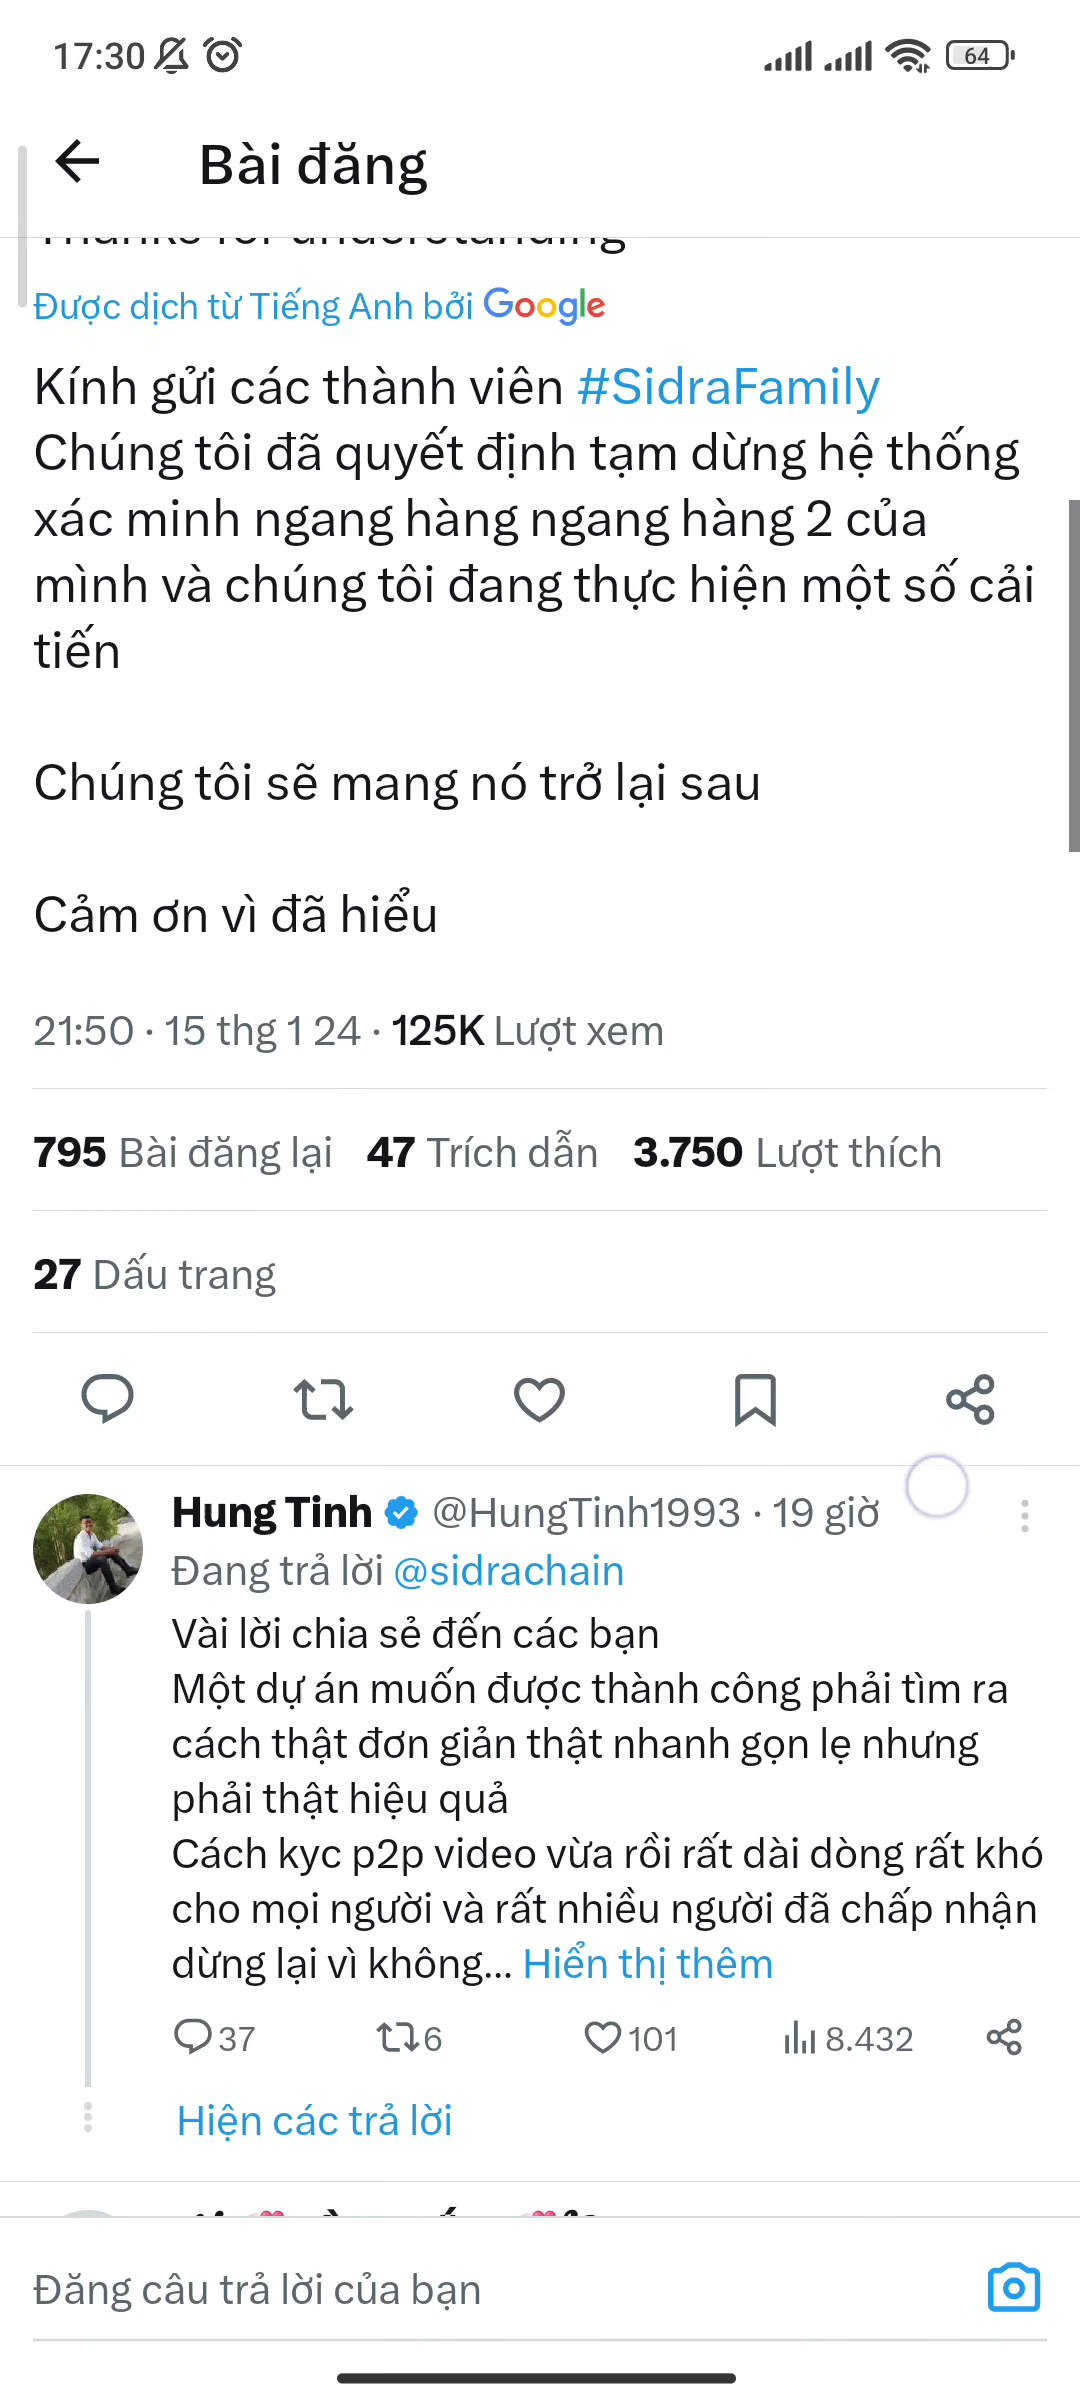 17:30
64
Bài đăng
Thanks for understanding
Được dịch từ Tiếng Anh bởi Google
Kính gửi các thành viên #SidraFamily
Chúng tôi đã quyết định tạm dừng hệ thống
xác minh ngang hàng ngang hàng 2 của
mình và chúng tôi đang thực hiện một số cải
tiến
Chúng tôi sẽ mang nó trở lại sau
Cảm ơn vì đã hiểu
21:50 · 15 thg 1 24 · 125K Lượt xem
795 Bài đăng lại 47 Trích dẫn 3.750 Lượt thích
27 Dấu trang
Hung Tinh @HungTinh1993 · 19 giờ
Đang trả lời @sidrachain
Vài lời chia sẻ đến các bạn
Một dự án muốn được thành công phải tìm ra
cách thật đơn giản thật nhanh gọn lẹ nhưng
phải thật hiệu quả
Cách kyc p2p video vừa rồi rất dài dòng rất khó
cho mọi người và rất nhiều người đã chấp nhận
dừng lại vì không... Hiển thị thêm
37 6 101 8.432
Hiện các trả lời
Đăng câu trả lời của bạn